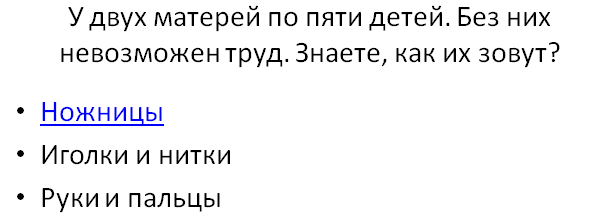 У двух матерей по пяти детей. Без них
невозможен труд. Знаете, как их зовут?
• Ножницы
• Иголки и нитки
• Руки и пальцы